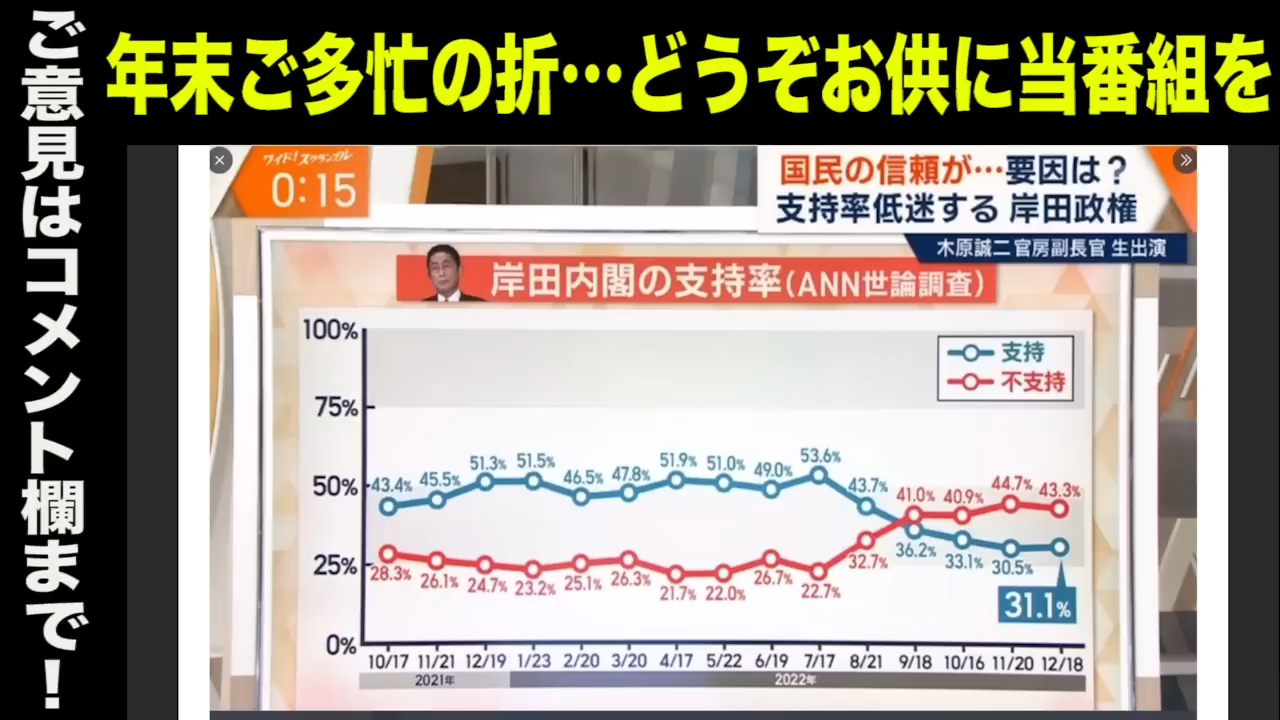 年末ご多忙の折…どうぞお供に当番組を
ご意見はコメント欄まで！
ワイド!スクランブル
0:15
国民の信頼が…要因は？
支持率低迷する 岸田政権
木原誠二官房副長官 生出演
岸田内閣の支持率(ANN世論調査)
支持
不支持
100%
75%
50%
25%
0%
43.4% 45.5% 51.3% 51.5% 46.5% 47.8% 51.9% 51.0% 49.0% 53.6% 43.7% 36.2% 33.1% 30.5% 31.1%
28.3% 26.1% 24.7% 23.2% 25.1% 26.3% 21.7% 22.0% 26.7% 22.7% 32.7% 41.0% 40.9% 44.7% 43.3%
10/17 11/21 12/19 1/23 2/20 3/20 4/17 5/22 6/19 7/17 8/21 9/18 10/16 11/20 12/18
2021年 2022年